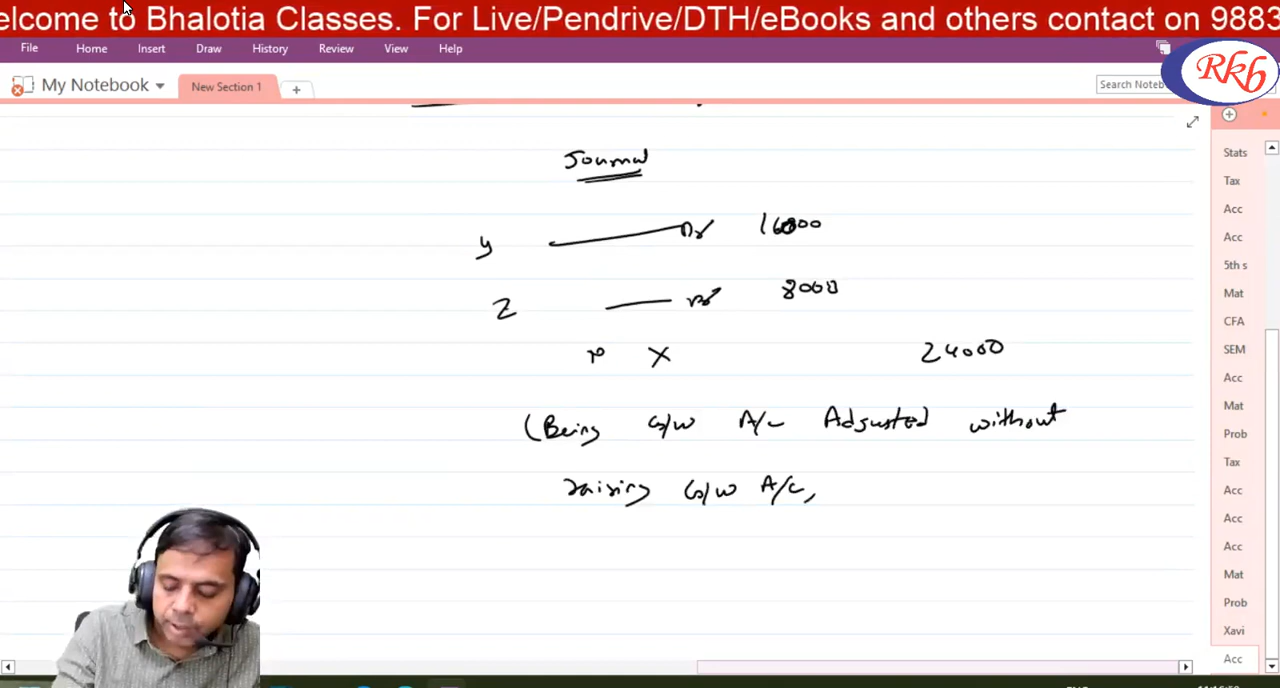 elcome to Bhalotia Classes. For Live/Pendrive/DTH/eBooks and others contact on 9883
File Home Insert Draw History Review View Help
Rkb
My Notebook New Section 1 + Search Noteb
Journal
Stats
Tax
Acc
Acc
5th s
Mat
CFA
SEM
Acc
Mat
Prob
Tax
Acc
Acc
Acc
Mat
Prob
Xavi
Acc
y Dr 16000
Z Dr 8000
To X 24000
(Being G/W A/C Adjusted without
raising G/W A/C,